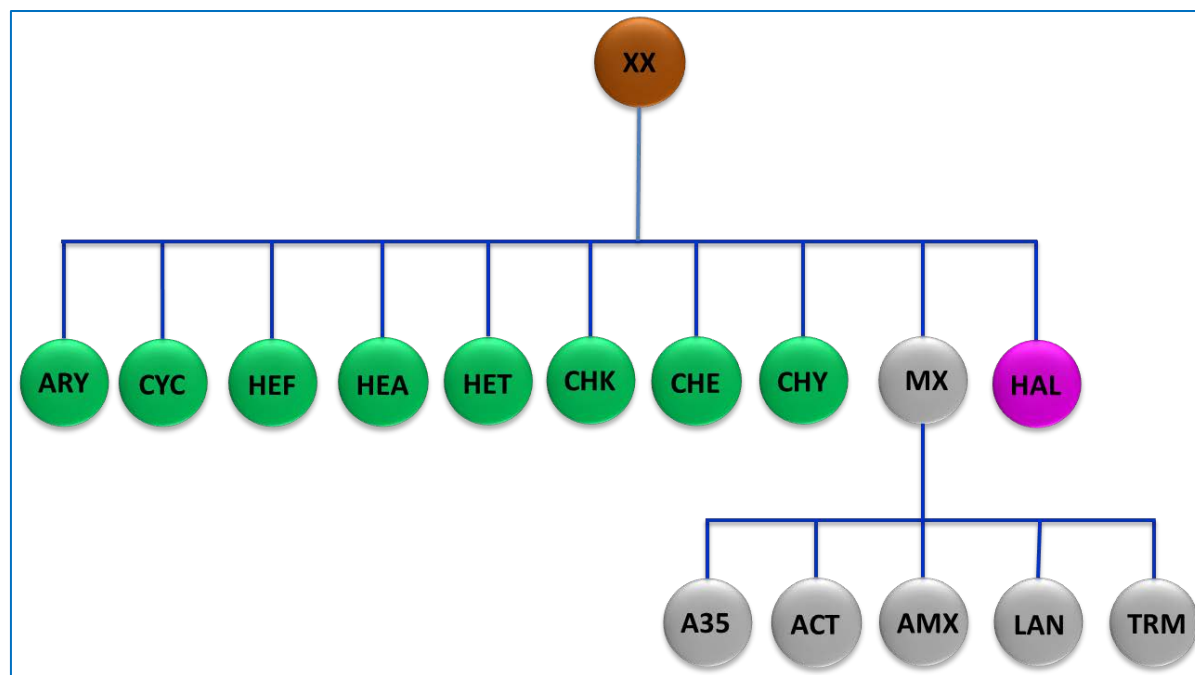 XX
ARY CYC HEF HEA HET CHK CHE CHY MX HAL
A35 ACT AMX LAN TRM